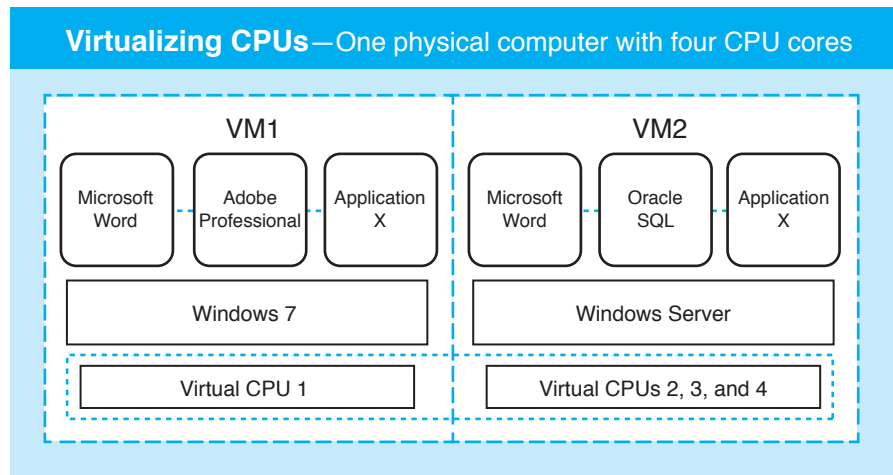 Virtualizing CPUs—One physical computer with four CPU cores
VM1
Microsoft
Word
Adobe
Professional
Application
X
Windows 7
Virtual CPU 1
VM2
Microsoft
Word
Oracle
SQL
Application
X
Windows Server
Virtual CPUs 2, 3, and 4